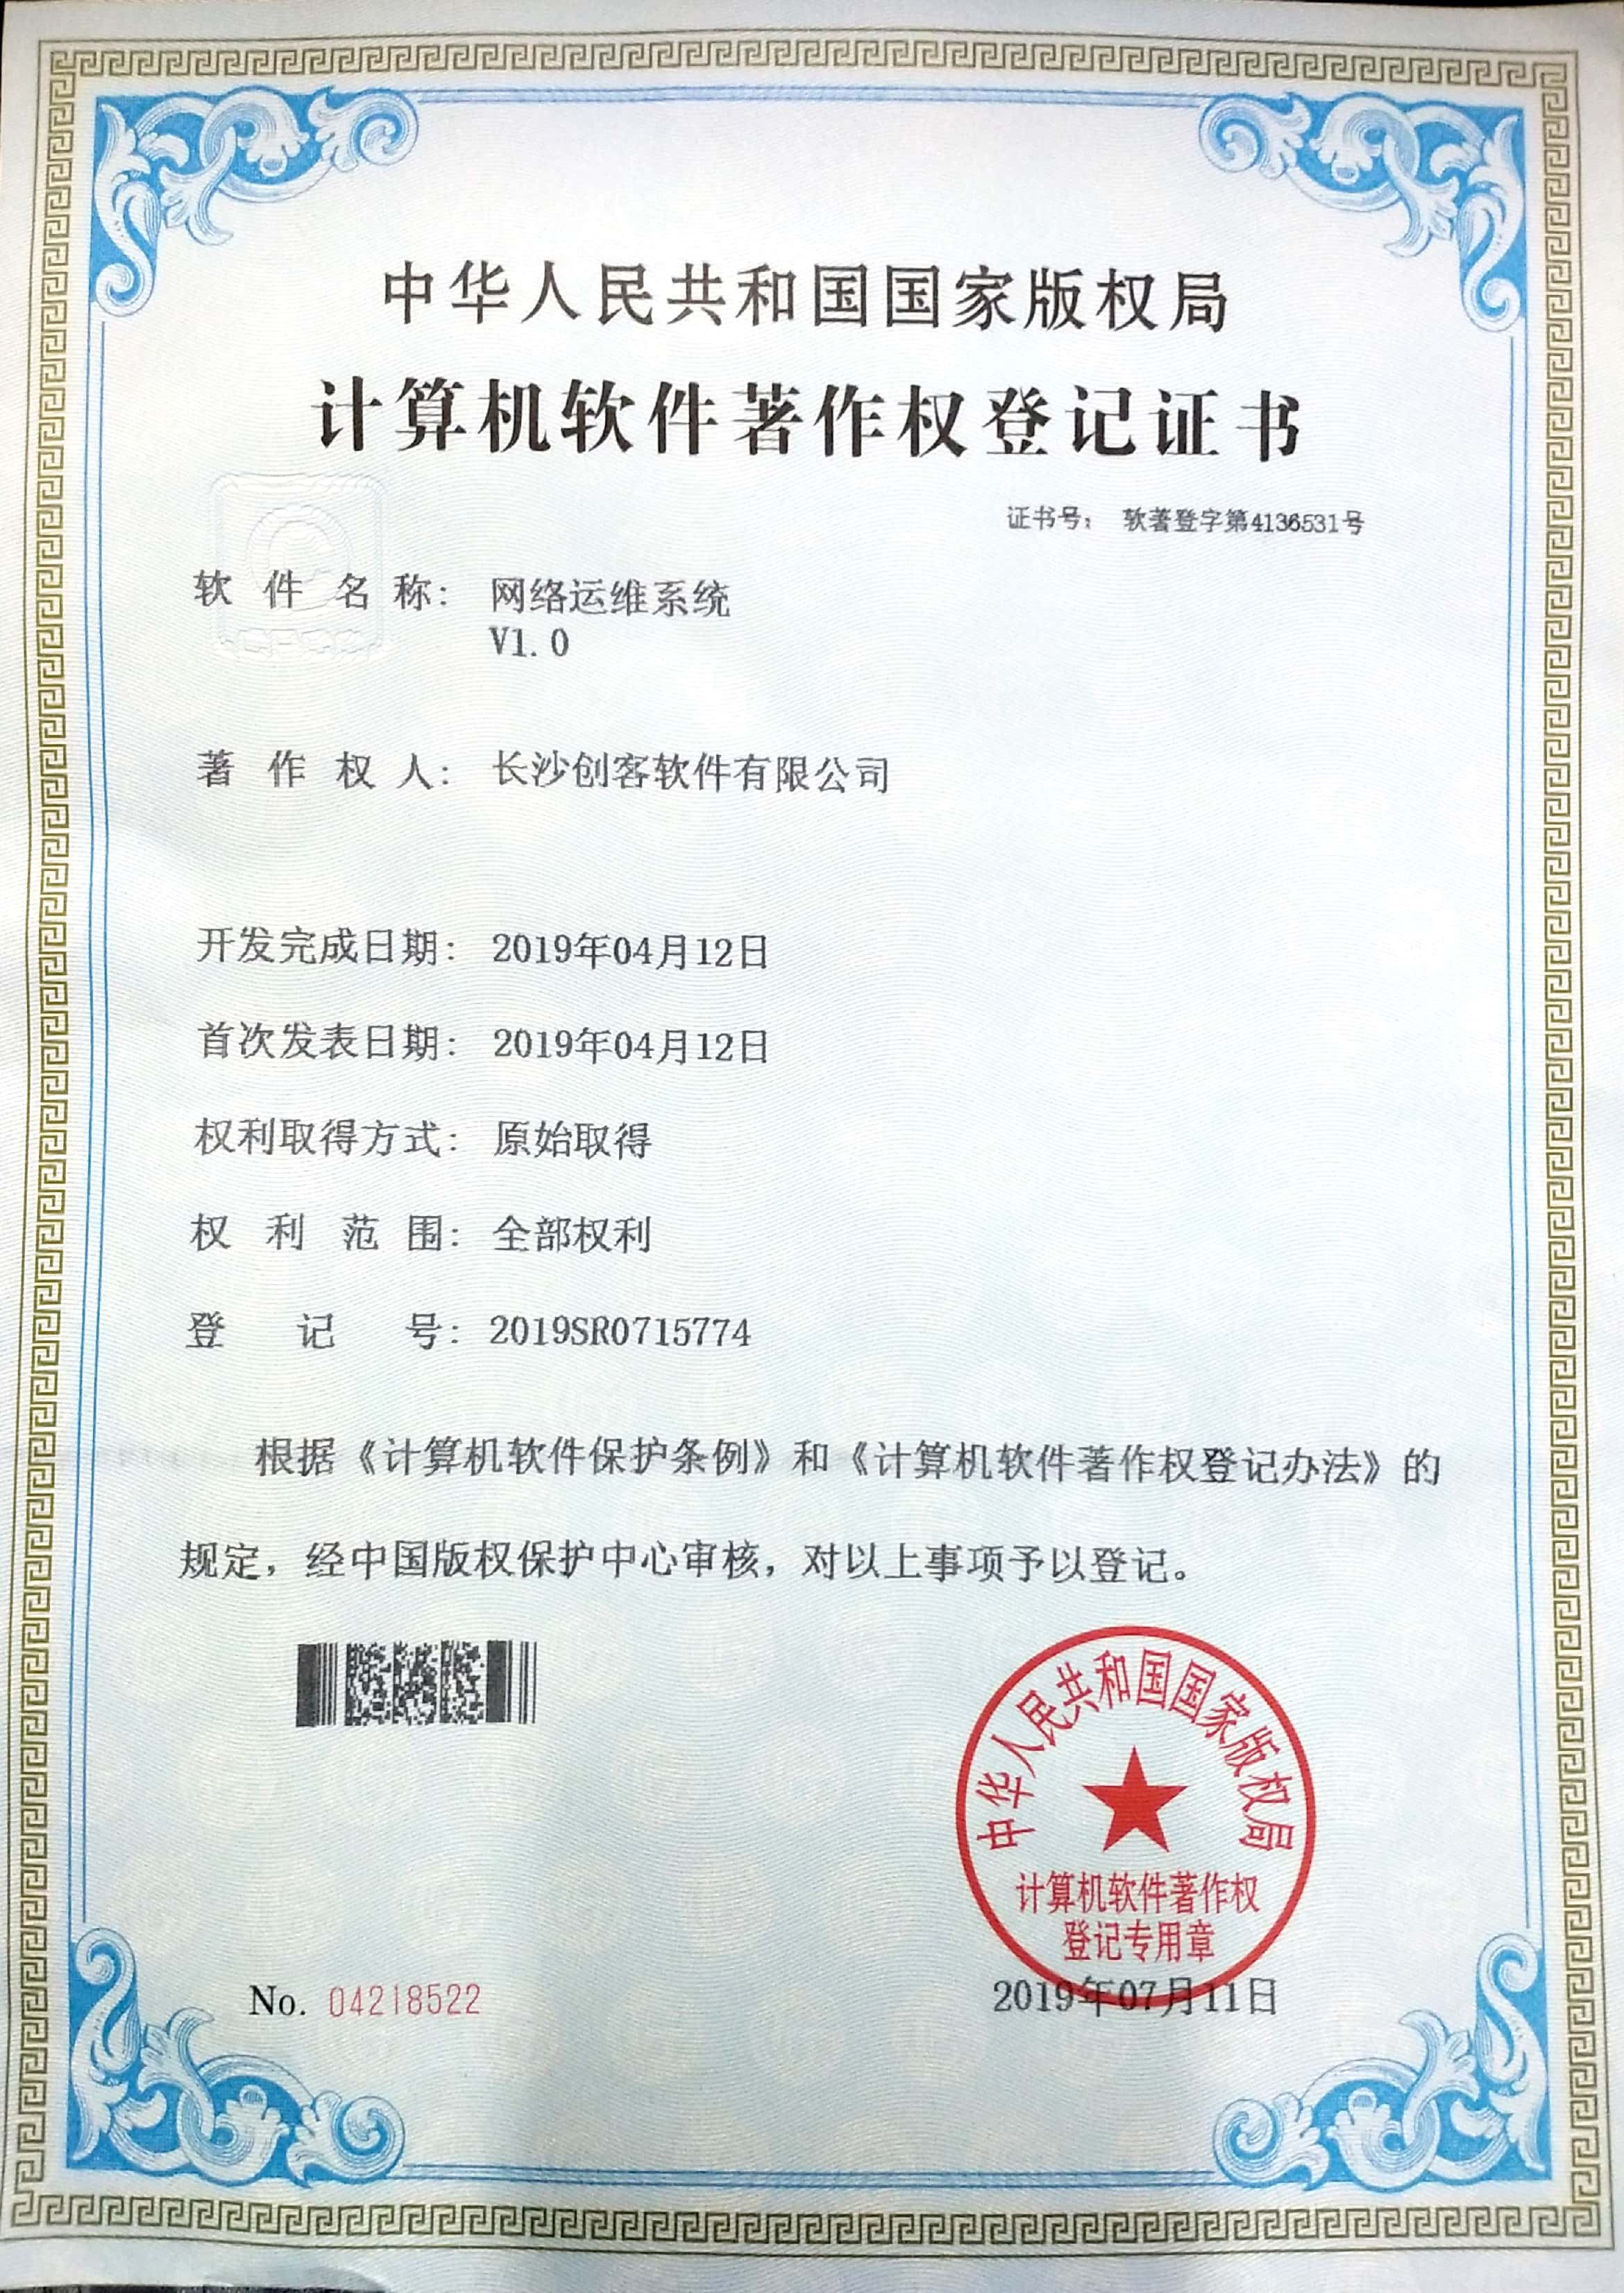 中华人民共和国国家版权局
计算机软件著作权登记证书
证书号： 软著登字第4136531号
软件名称： 网络运维系统
V1.0
著作权人： 长沙创客软件有限公司
开发完成日期： 2019年04月12日
首次发表日期： 2019年04月12日
权利取得方式： 原始取得
权利范围： 全部权利
登记号： 2019SR0715774
根据《计算机软件保护条例》和《计算机软件著作权登记办法》的
规定，经中国版权保护中心审核，对以上事项予以登记。
中华人民共和国国家版权局
计算机软件著作权
登记专用章
No. 04218522
2019年07月11日